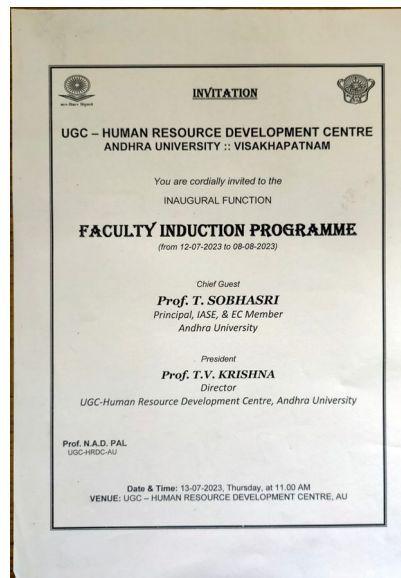 INVITATION
UGC – HUMAN RESOURCE DEVELOPMENT CENTRE
ANDHRA UNIVERSITY :: VISAKHAPATNAM
You are cordially invited to the
INAUGURAL FUNCTION
FACULTY INDUCTION PROGRAMME
(from 12-07-2023 to 08-08-2023)
Chief Guest
Prof. T. SOBHASRI
Principal, IASE, & EC Member
Andhra University
President
Prof. T.V. KRISHNA
Director
UGC-Human Resource Development Centre, Andhra University
Prof. N.A.D. PAL
UGC-HRDC-AU
Date & Time: 13-07-2023, Thursday, at 11.00 AM
VENUE: UGC – HUMAN RESOURCE DEVELOPMENT CENTRE, AU